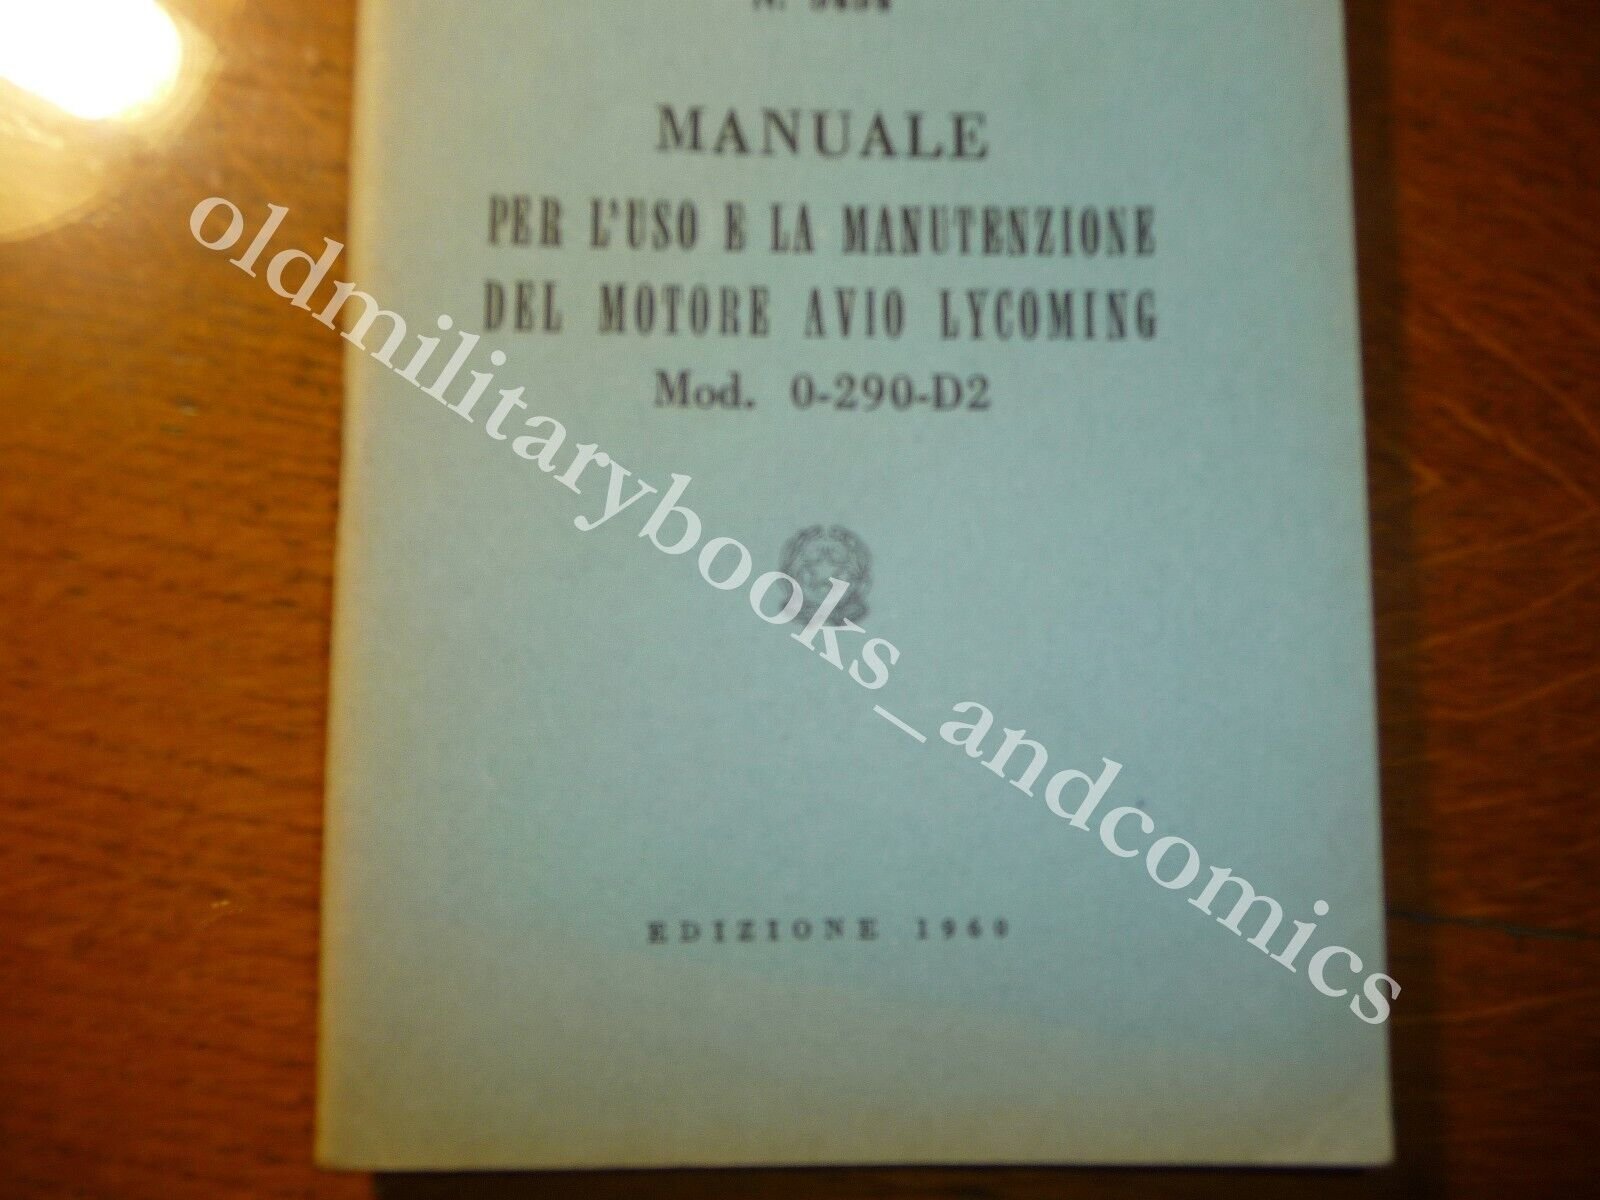 MANUALE
PER L'USO E LA MANUTENZIONE
DEL MOTORE AVIO LYCOMING
Mod. 0-290-D2
oldmilitarybooks_andcomics
EDIZIONE 1960